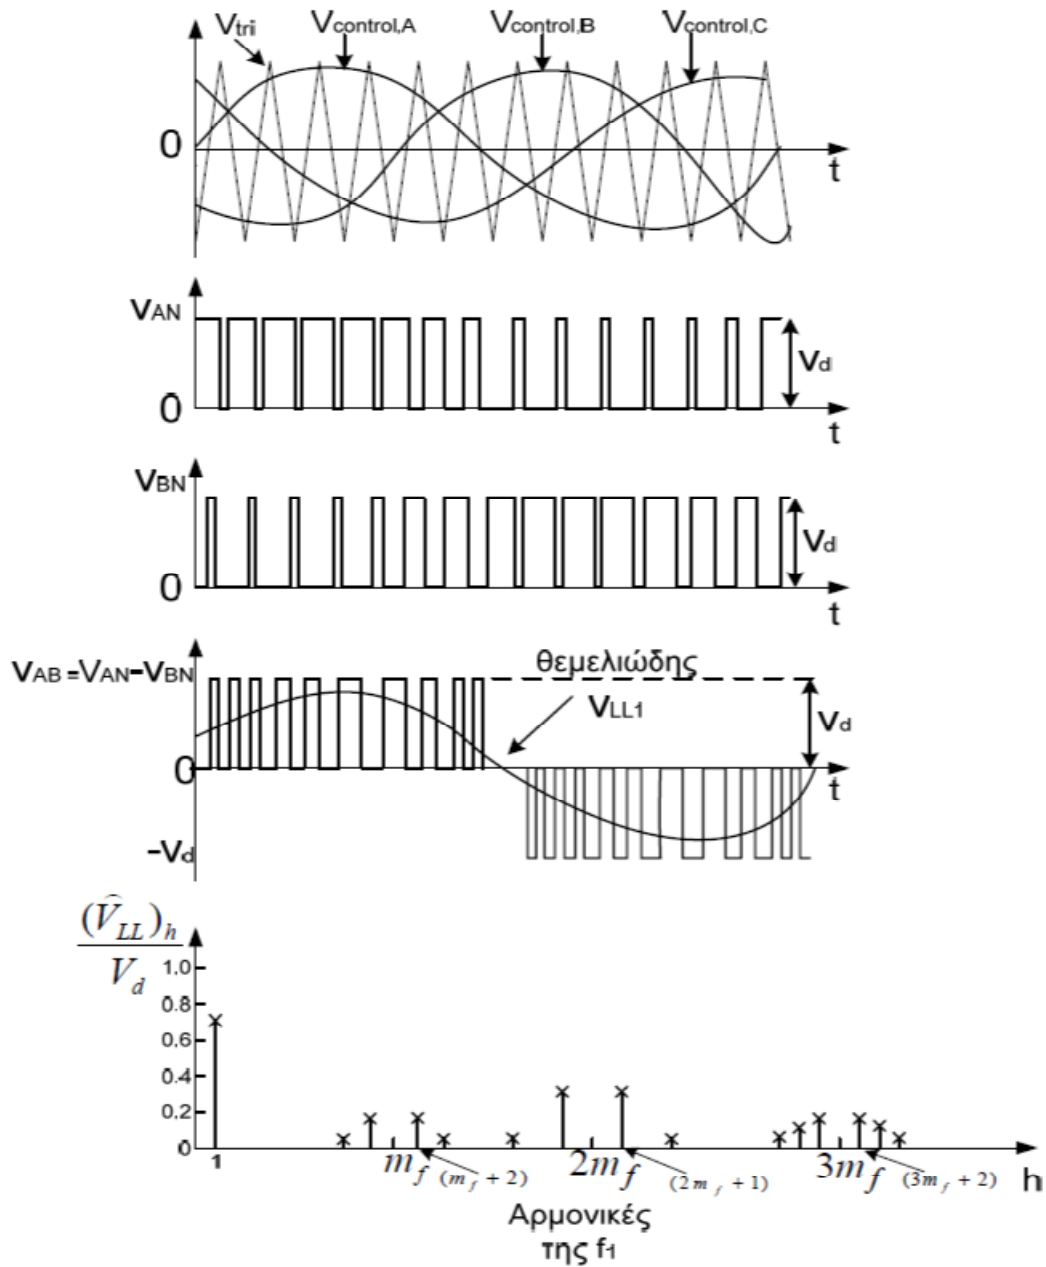 Vtri
Vcontrol,A
Vcontrol,B
Vcontrol,C
0
t
VAN
Vd
0
t
VBN
Vd
0
t
VAB =VAN-VBN
θεμελιώδης
VLL1
Vd
0
t
-Vd
(V̂LL)h
Vd
1.0
0.8
0.6
0.4
0.2
0
1
mf
(mf + 2)
2mf
(2mf + 1)
3mf
(3mf + 2)
h
Αρμονικές
της f1